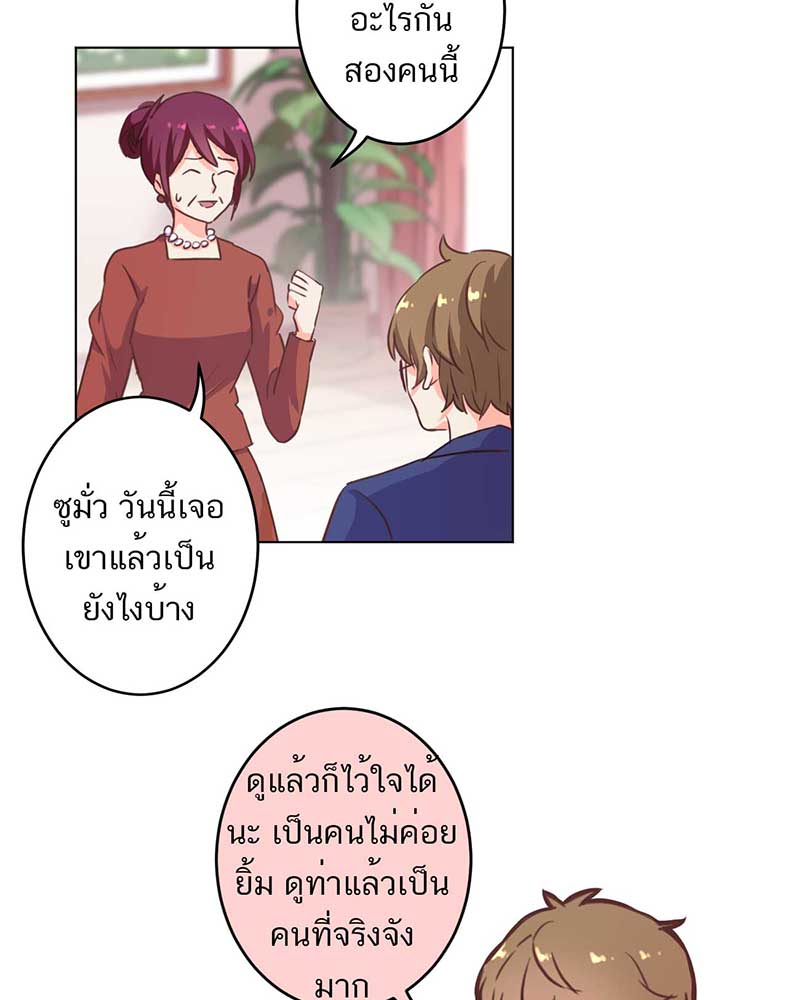 อะไรกัน
สองคนนี้
ซูมั่ว วันนี้เจอ
เขาแล้วเป็น
ยังไงบ้าง
ดูแล้วก็ไว้ใจได้
นะ เป็นคนไม่ค่อย
ยิ้ม ดูท่าแล้วเป็น
คนที่จริงจัง
มาก